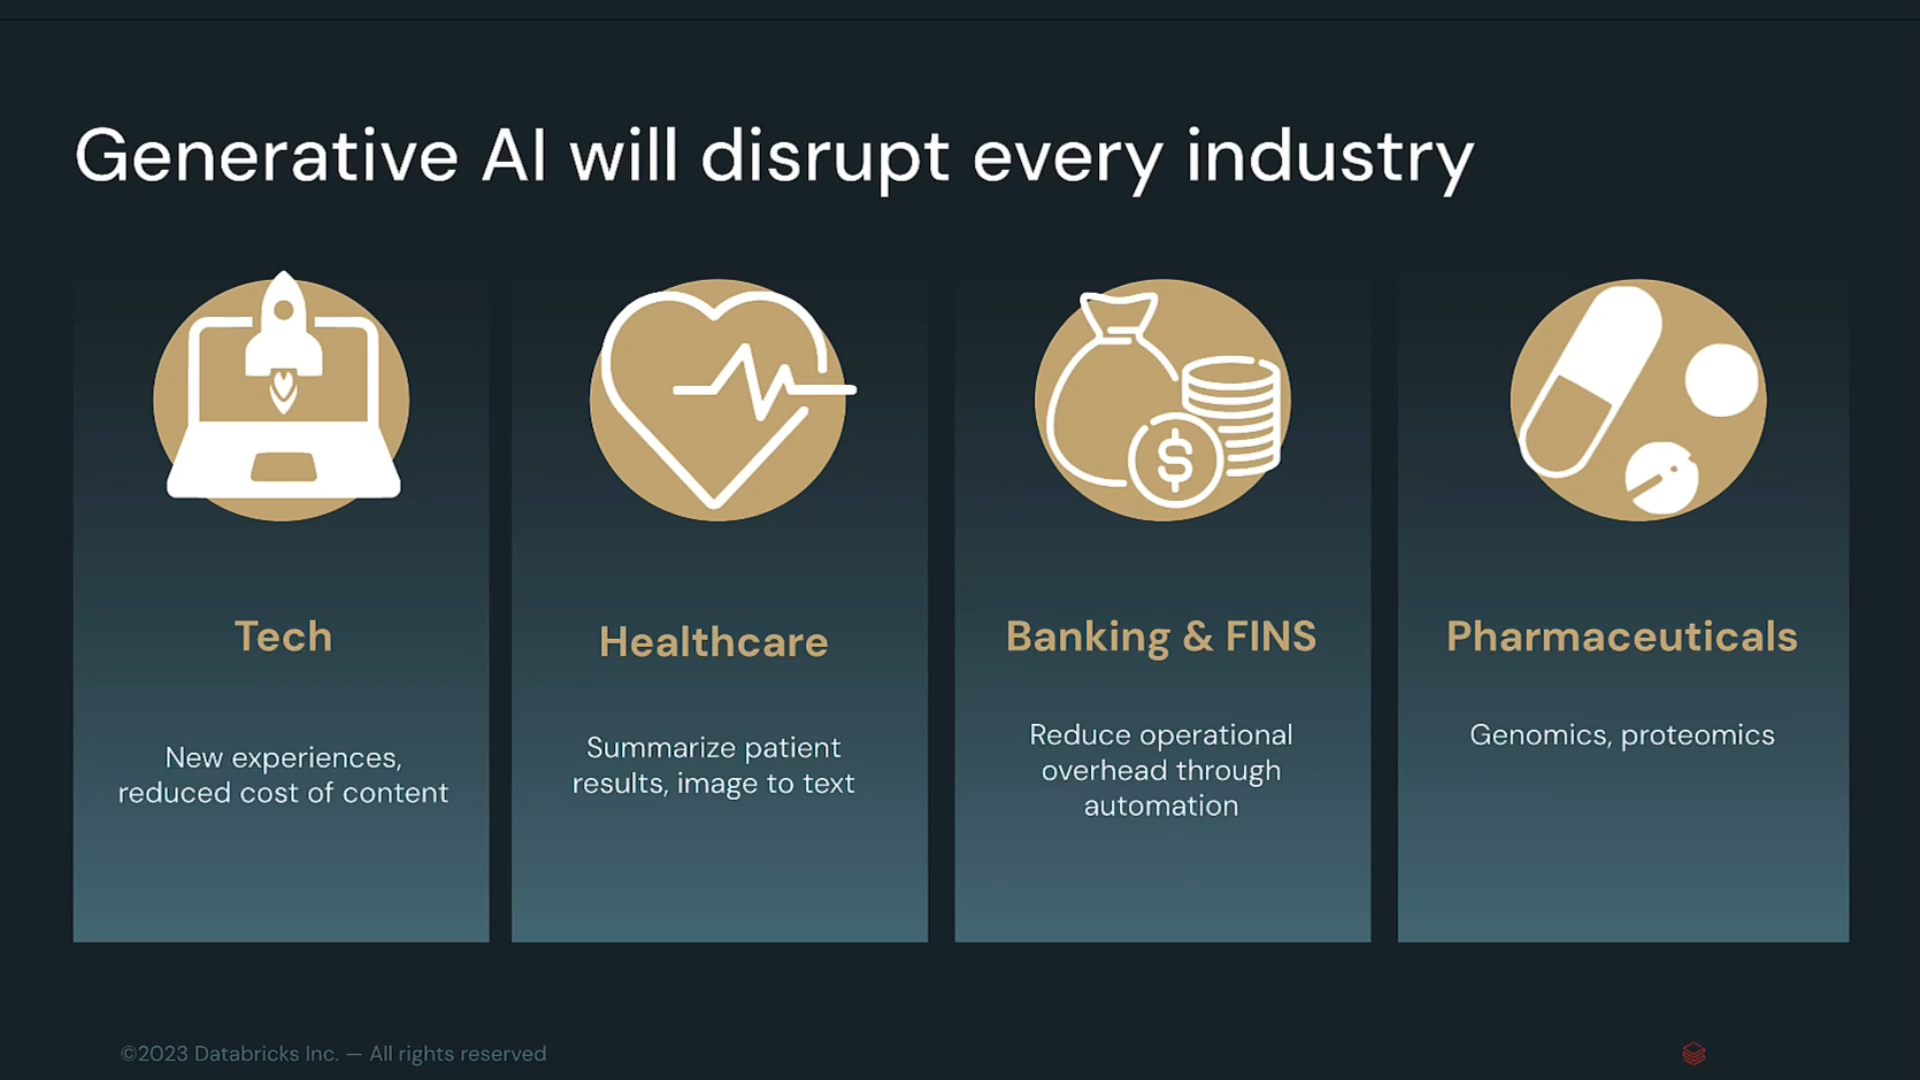 Generative AI will disrupt every industry
$
Tech
New experiences,
reduced cost of content
Healthcare
Summarize patient
results, image to text
Banking & FINS
Reduce operational
overhead through
automation
Pharmaceuticals
Genomics, proteomics
©2023 Databricks Inc. — All rights reserved